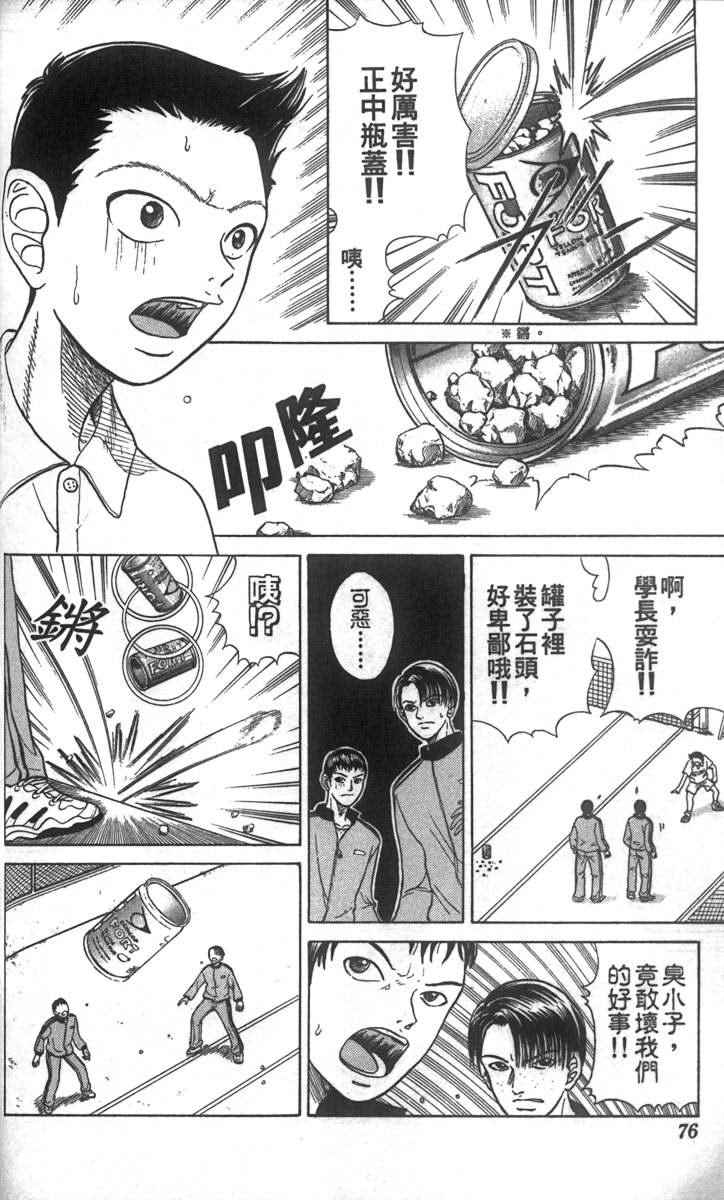 好厲害!!
正中瓶蓋!!
咦……
FORT
※鏘。
叩隆
啊，
學長耍詐!!
罐子裡
裝了石頭，
好卑鄙哦!!
可惡……
咦!?
鏘
FORT
臭小子，
竟敢壞我們
的好事!!
76